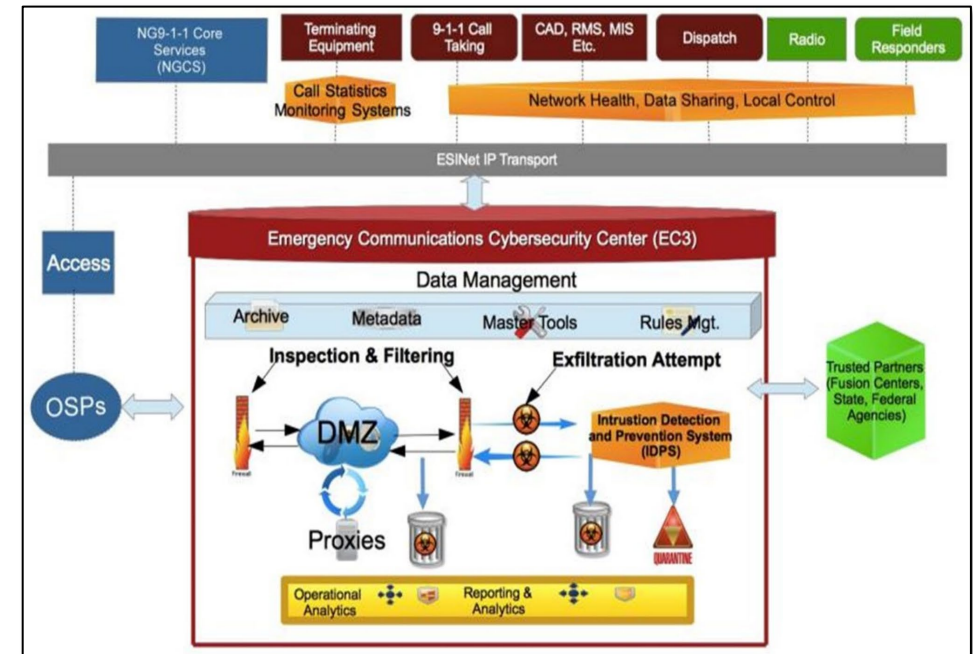 NG9-1-1 Core
Services
(NGCS)
Terminating
Equipment
9-1-1 Call
Taking
CAD, RMS, MIS
Etc.
Dispatch
Radio
Field
Responders
Call Statistics
Monitoring Systems
Network Health, Data Sharing, Local Control
ESINet IP Transport
Access
Emergency Communications Cybersecurity Center (EC3)
Data Management
Archive
Metadata
Master Tools
Rules Mgt.
Inspection & Filtering
Exfiltration Attempt
OSPs
Trusted Partners
(Fusion Centers,
State, Federal
Agencies)
DMZ
Intrustion Detection
and Prevention System
(IDPS)
Firewall
Firewall
Proxies
QUARANTINE
Operational
Analytics
Reporting &
Analytics